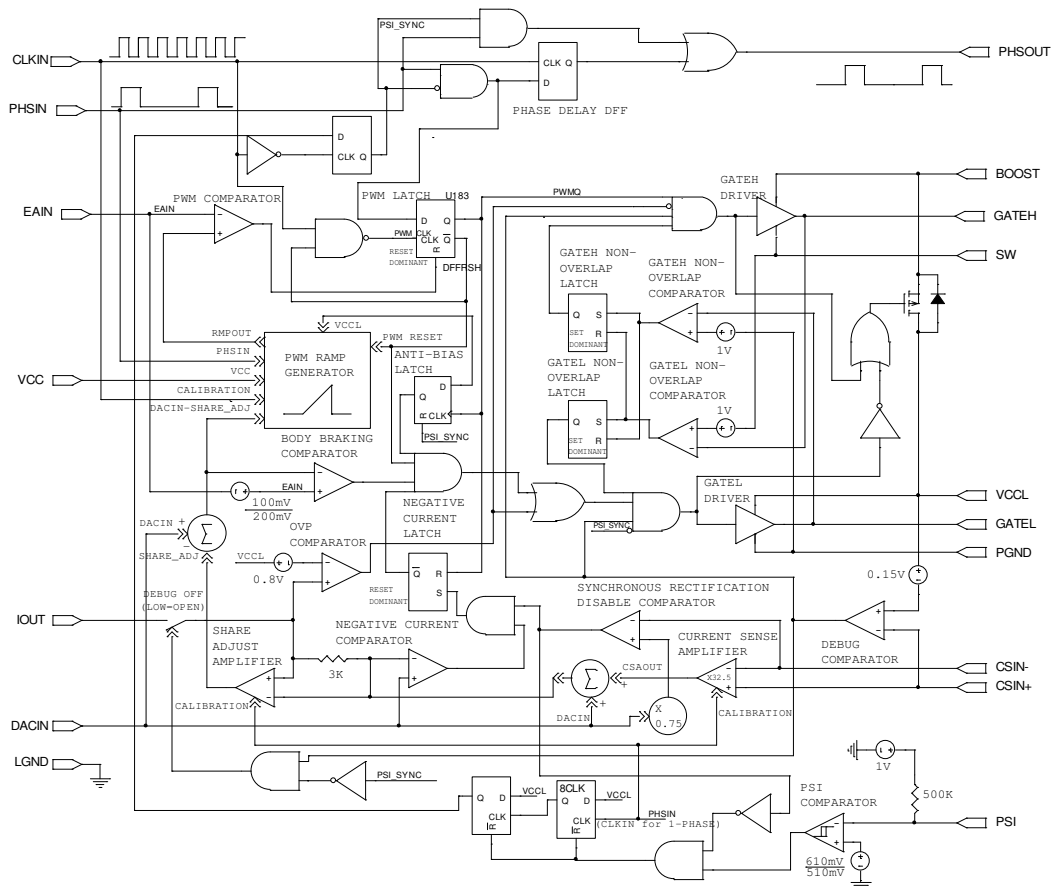 PSI_SYNC
CLKIN
CLK Q
D
PHSOUT
PHSIN
PHASE DELAY DFF
D
CLK Q
BOOST
GATEH
DRIVER
PWM LATCH
U183
PWMQ
PWM COMPARATOR
EAIN
EAIN
D Q
PWM_CLK
CLK Q
R
RESET
DOMINANT
DFFRSH
GATEH
SW
GATEH NON-
OVERLAP
LATCH
GATEH NON-
OVERLAP
COMPARATOR
Q S
R
SET
DOMINANT
1V
VCCL
RMPOUT
PWM RESET
PHSIN
PWM RAMP
GENERATOR
ANTI-BIAS
LATCH
VCC
VCC
CALIBRATION
DACIN-SHARE_ADJ
D
Q
R CLK
PSI_SYNC
GATEL NON-
OVERLAP
LATCH
GATEL NON-
OVERLAP
COMPARATOR
1V
Q S
SET
DOMINANT
R
BODY BRAKING
COMPARATOR
EAIN
100mV
200mV
NEGATIVE
CURRENT
LATCH
GATEL
DRIVER
PSI_SYNC
VCCL
GATEL
PGND
DACIN
SHARE_ADJ
OVP
COMPARATOR
VCCL
0.8V
Q R
S
RESET
DOMINANT
SYNCHRONOUS RECTIFICATION
DISABLE COMPARATOR
0.15V
DEBUG OFF
(LOW=OPEN)
IOUT
SHARE
ADJUST
AMPLIFIER
NEGATIVE CURRENT
COMPARATOR
CURRENT SENSE
AMPLIFIER
DEBUG
COMPARATOR
3K
CSAOUT
X32.5
CSIN-
CSIN+
CALIBRATION
DACIN
DACIN
X
0.75
CALIBRATION
LGND
PSI_SYNC
1V
500K
Q D
CLK
R
VCCL
8CLK
Q D
CLK
R
VCCL
PHSIN
(CLKIN for 1-PHASE)
PSI
COMPARATOR
PSI
610mV
510mV